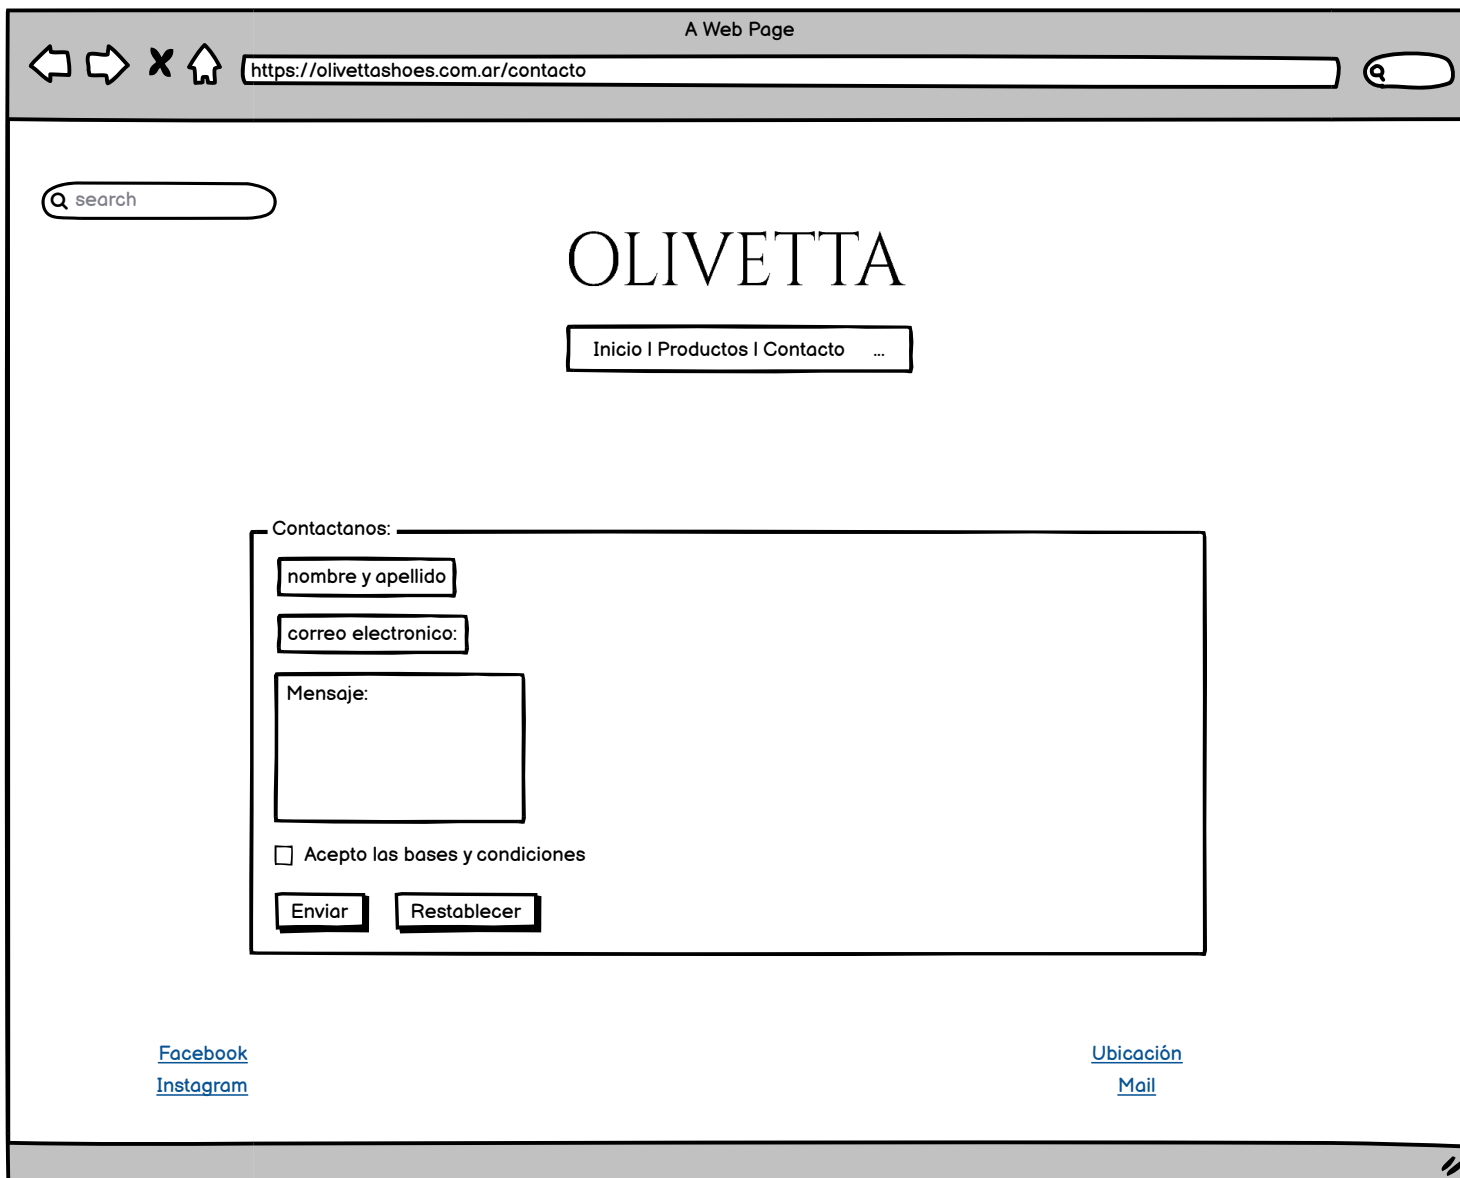 A Web Page
https://olivettashoes.com.ar/contacto
search
OLIVETTA
Inicio | Productos | Contacto ...
Contactanos:
nombre y apellido
correo electronico:
Mensaje:
Acepto las bases y condiciones
Enviar Restablecer
Facebook Ubicación
Instagram Mail